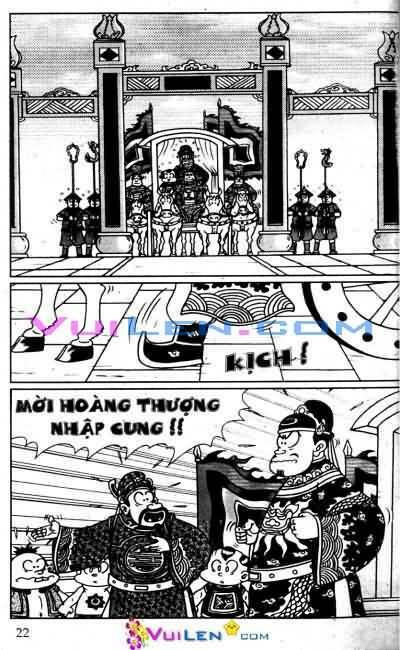 VuiLen.com
KỊCH!
MỜI HOÀNG THƯỢNG
NHẬP CUNG!!
22
VuiLen.com